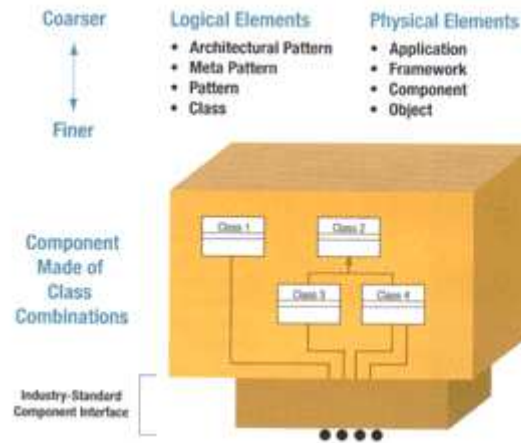 Coarser
Finer
Logical Elements
• Architectural Pattern
• Meta Pattern
• Pattern
• Class
Physical Elements
• Application
• Framework
• Component
• Object
Component
Made of
Class
Combinations
Class 1
Class 2
Class 3
Class 4
Industry-Standard
Component Interface